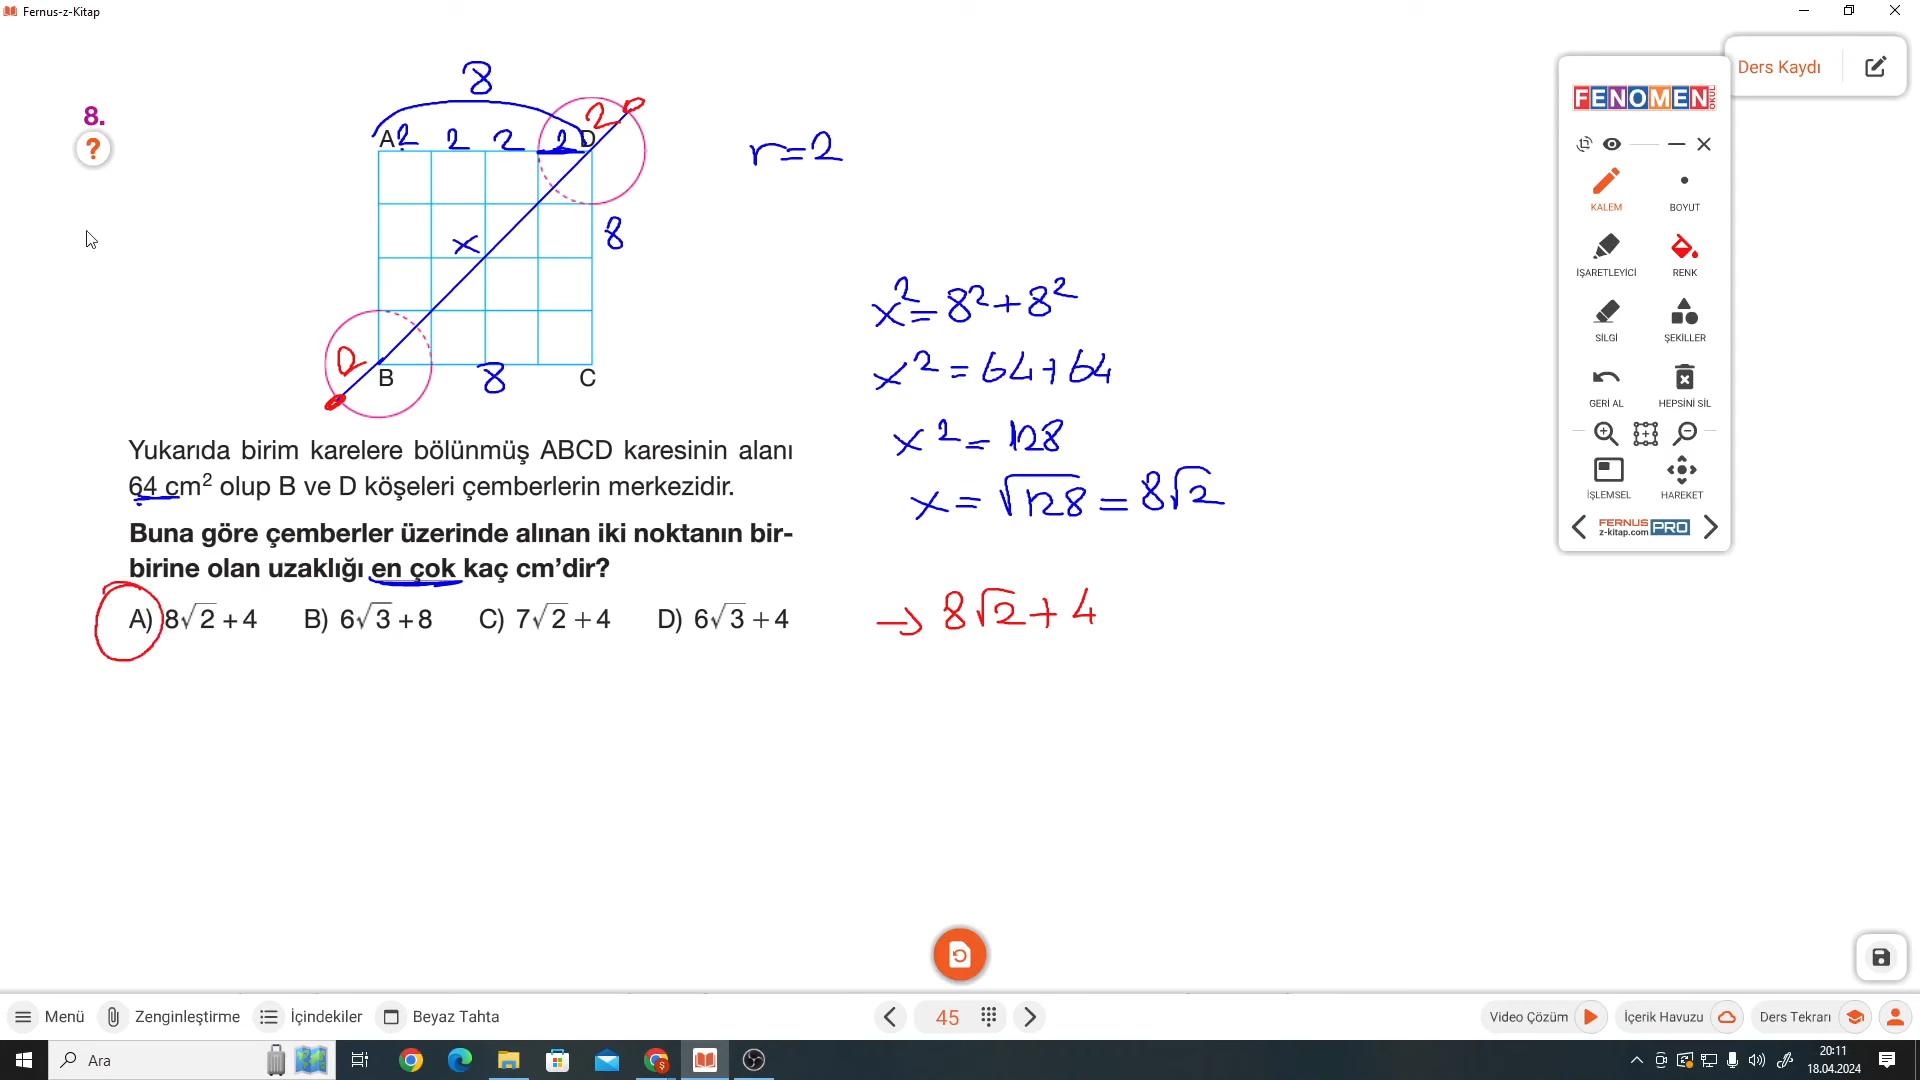 Fernus-z-Kitap
Ders Kaydı
FENOMEN OKUL
KALEM
BOYUT
İŞARETLEYİCİ
RENK
SİLGİ
ŞEKİLLER
GERİ AL
HEPSİNİ SİL
İŞLEMSEL
HAREKET
FERNUS z-kitap.com PRO
8.
?
8
A 2 2 2 2 D 2
r=2
x
8
2
B 8 C
x²=8²+8²
x²=64+64
x²=128
x=√128=8√2
Yukarıda birim karelere bölünmüş ABCD karesinin alanı
64 cm² olup B ve D köşeleri çemberlerin merkezidir.
Buna göre çemberler üzerinde alınan iki noktanın bir-
birine olan uzaklığı en çok kaç cm'dir?
A) 8√2+4 B) 6√3+8 C) 7√2+4 D) 6√3+4
→ 8√2+4
Menü Zenginleştirme İçindekiler Beyaz Tahta 45 Video Çözüm İçerik Havuzu Ders Tekrarı
Ara
20:11
18.04.2024